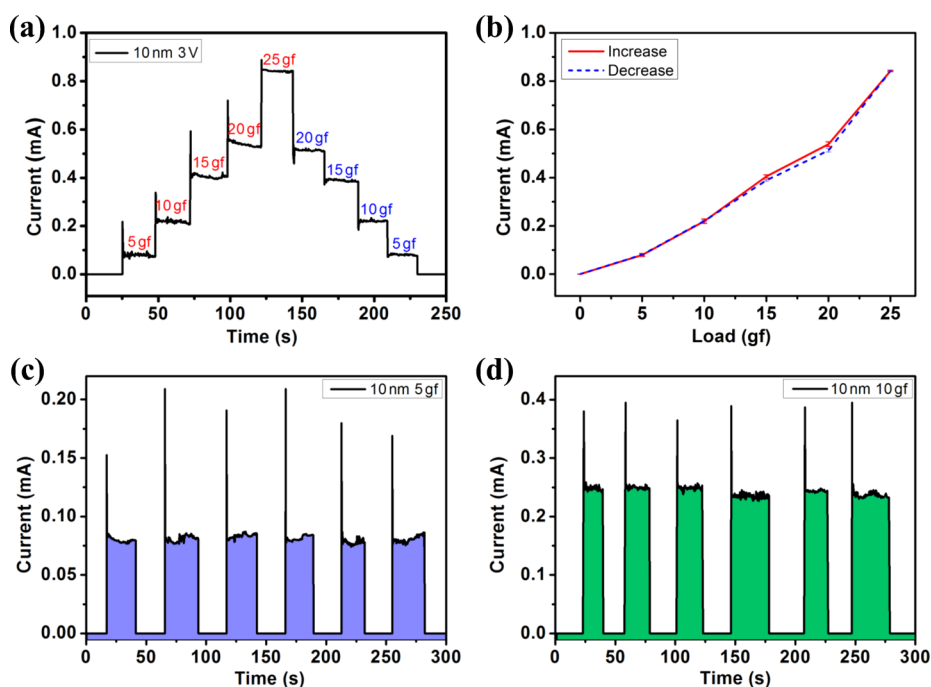 (a)
10 nm 3 V
Current (mA)
1.0
0.8
0.6
0.4
0.2
0.0
5 gf
10 gf
15 gf
20 gf
25 gf
20 gf
15 gf
10 gf
5 gf
0 50 100 150 200 250
Time (s)
(b)
Increase
Decrease
Current (mA)
1.0
0.8
0.6
0.4
0.2
0.0
0 5 10 15 20 25
Load (gf)
(c)
10 nm 5 gf
Current (mA)
0.20
0.15
0.10
0.05
0.00
0 50 100 150 200 250 300
Time (s)
(d)
10 nm 10 gf
Current (mA)
0.4
0.3
0.2
0.1
0.0
0 50 100 150 200 250 300
Time (s)